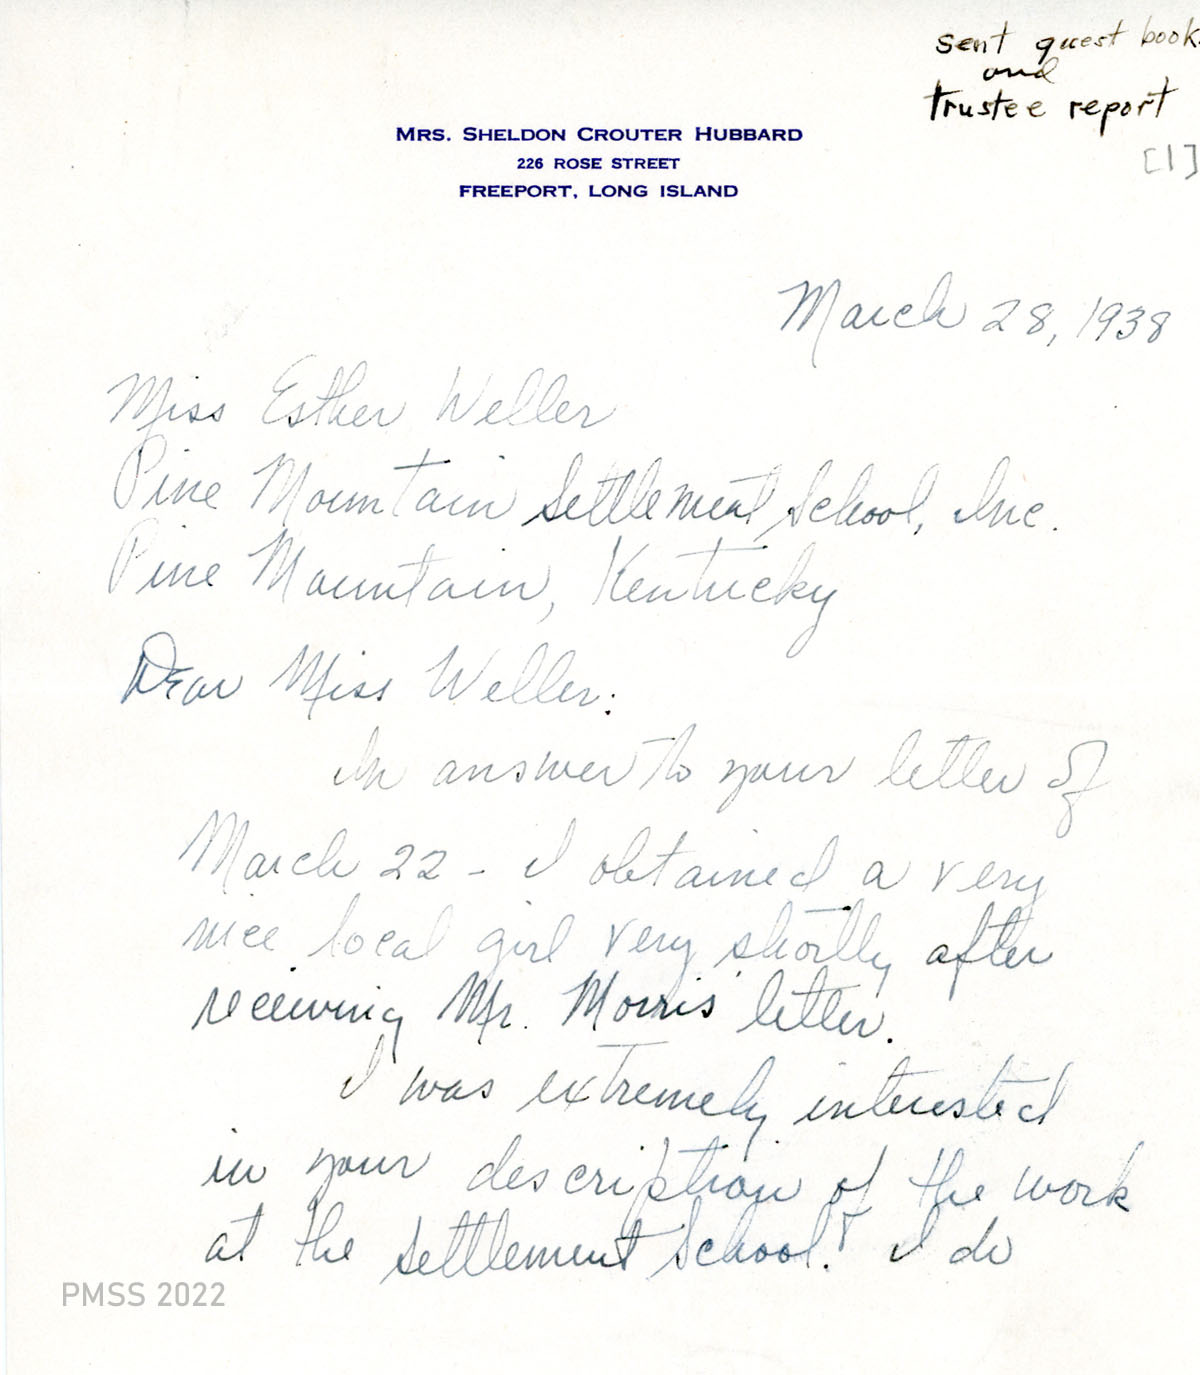 sent guest book
and
trustee report
[1]
MRS. SHELDON CROUTER HUBBARD
226 ROSE STREET
FREEPORT, LONG ISLAND
March 28, 1938
Miss Esther Weller
Pine Mountain Settlement School, Inc.
Pine Mountain, Kentucky
Dear Miss Weller:
In answer to your letter of
March 22 - I obtained a very
nice local girl very shortly after
receiving Mr. Morris' letter.
I was extremely interested
in your description of the work
at the Settlement School. I do
PMSS 2022